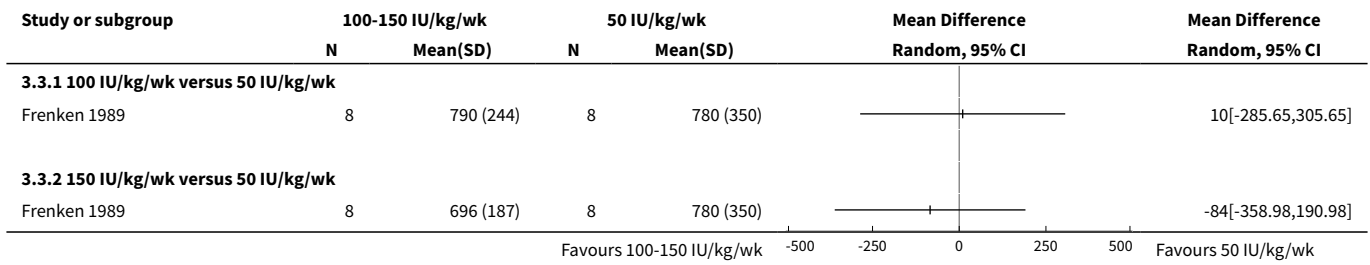 Study or subgroup 100-150 IU/kg/wk 50 IU/kg/wk Mean Difference Mean Difference
N Mean(SD) N Mean(SD) Random, 95% CI Random, 95% CI
3.3.1 100 IU/kg/wk versus 50 IU/kg/wk
Frenken 1989 8 790 (244) 8 780 (350) 10[-285.65,305.65]
3.3.2 150 IU/kg/wk versus 50 IU/kg/wk
Frenken 1989 8 696 (187) 8 780 (350) -84[-358.98,190.98]
Favours 100-150 IU/kg/wk -500 -250 0 250 500 Favours 50 IU/kg/wk